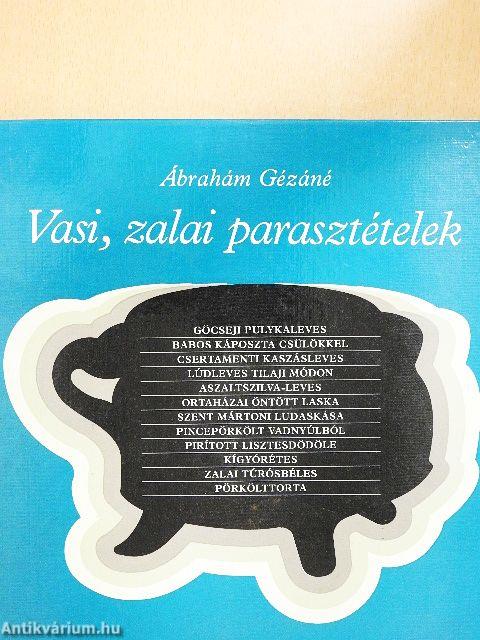 Ábrahám Gézáné
Vasi, zalai parasztételek
GÖCSEJI PULYKALEVES
BABOS KÁPOSZTA CSÜLÖKKEL
CSERTAMENTI KASZÁSLEVES
LÚDLEVES TILAJI MÓDON
ASZALTSZILVA-LEVES
ORTAHÁZAI ÖNTÖTT LASKA
SZENT MÁRTONI LUDASKÁSA
PINCEPÖRKÖLT VADNYÚLBÓL
PIRÍTOTT LISZTESDÖDÖLE
KÍGYÓRÉTES
ZALAI TÚRÓSBÉLES
PÖRKÖLTTORTA
Antikvárium.hu